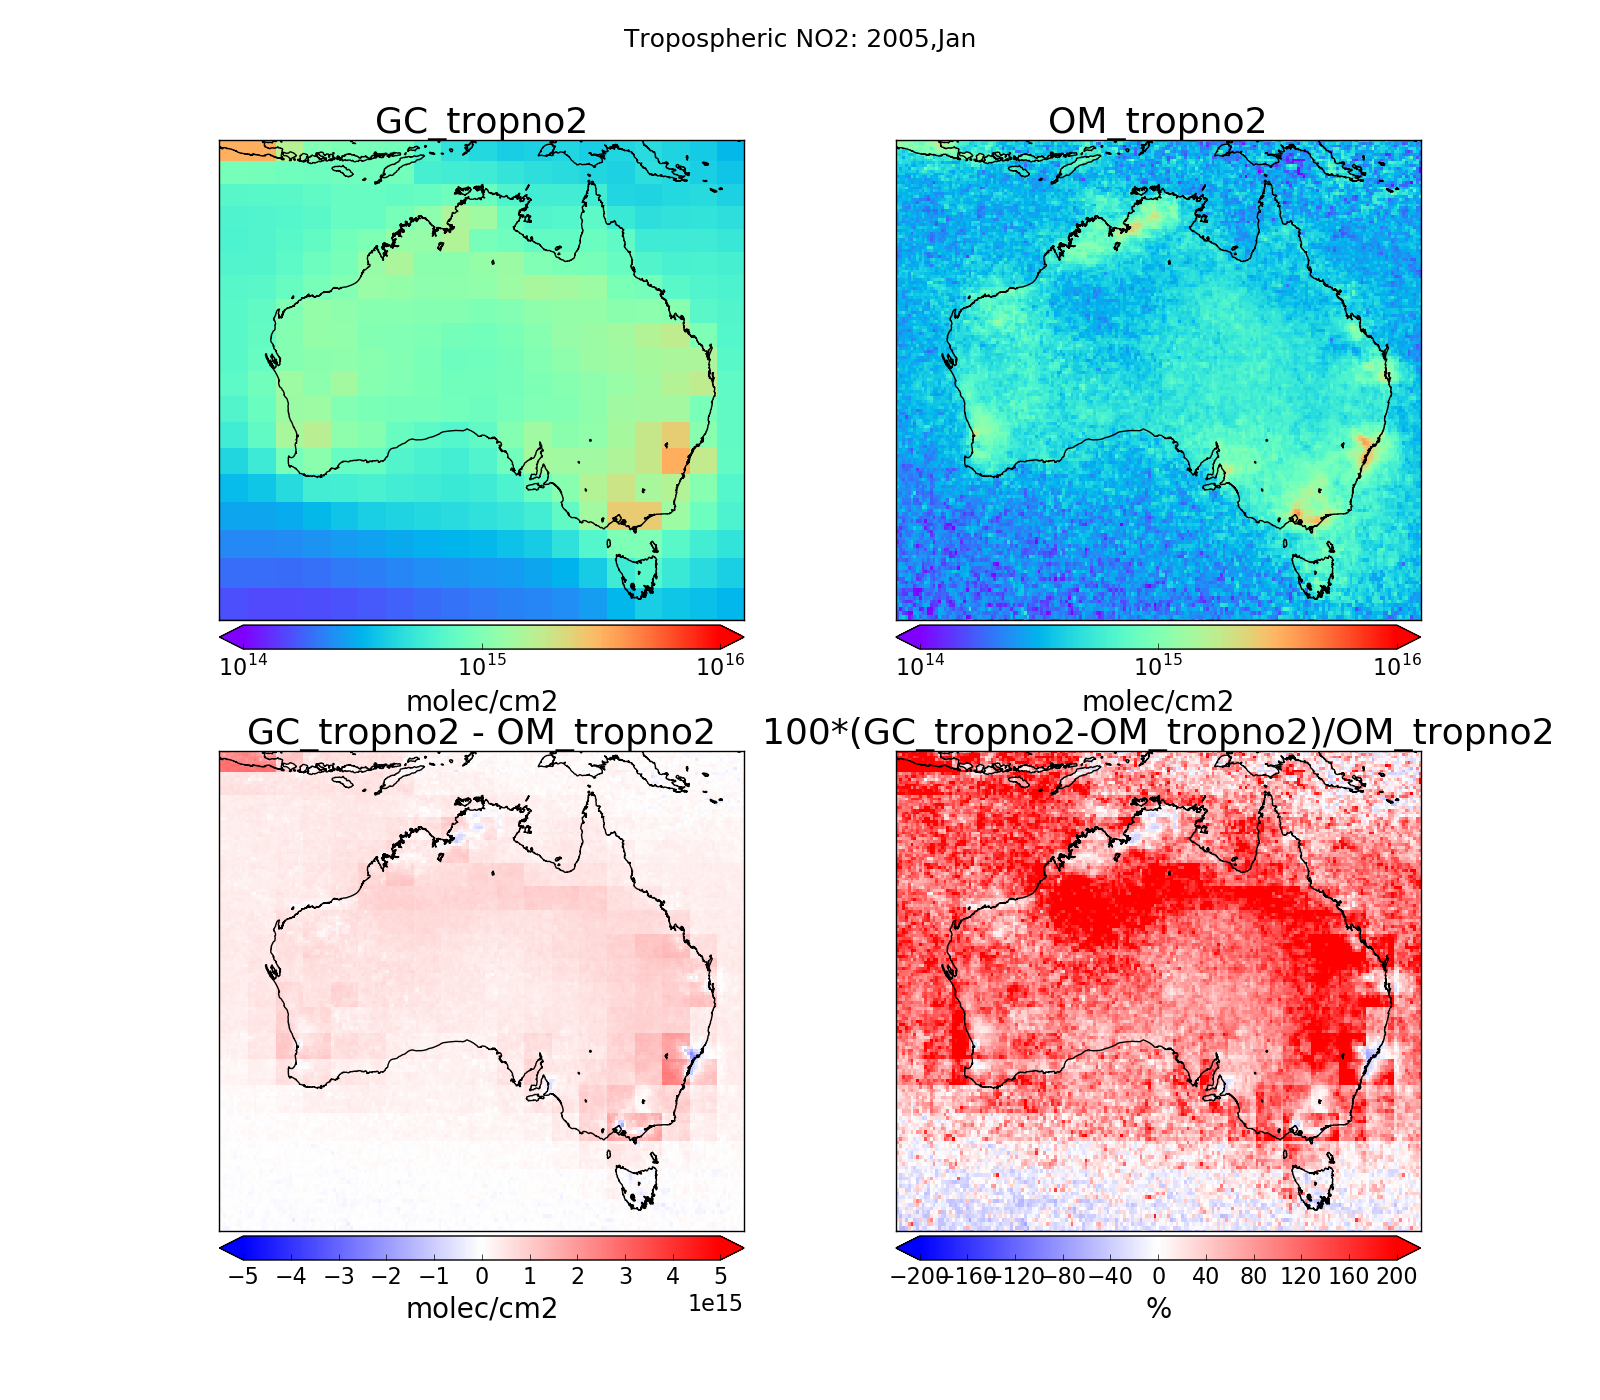 Tropospheric NO2: 2005,Jan
GC_tropno2
OM_tropno2
10^14 10^15 10^16
molec/cm2
10^14 10^15 10^16
molec/cm2
GC_tropno2 - OM_tropno2
100*(GC_tropno2-OM_tropno2)/OM_tropno2
−5 −4 −3 −2 −1 0 1 2 3 4 5
1e15
molec/cm2
−200 −160 −120 −80 −40 0 40 80 120 160 200
%